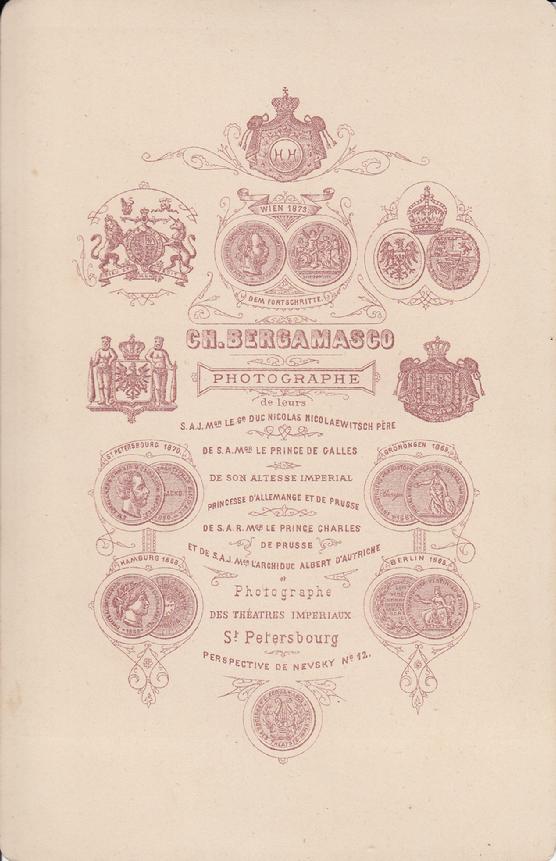 WIEN 1873
DEM FORTSCHRITTE
CH. BERGAMASCO
PHOTOGRAPHE
de leurs
S.A.J. Mgr LE Gd DUC NICOLAS NICOLAEWITSCH PÈRE
ST PETERSBOURG 1870.
GRÖNONGEN 1869.
DE S.A. Mgr LE PRINCE DE GALLES
DE SON ALTESSE IMPERIAL
PRINCESSE D'ALLEMANGE ET DE PRUSSE
DE S.A.R. Mgr LE PRINCE CHARLES
DE PRUSSE
ET DE S.A.J. Mgr L'ARCHIDUC ALBERT D'AUTRICHE
HAMBURG 1868.
BERLIN 1865.
et
Photographe
DES THÉATRES IMPERIAUX
St Petersbourg
PERSPECTIVE DE NEVSKY No 12.